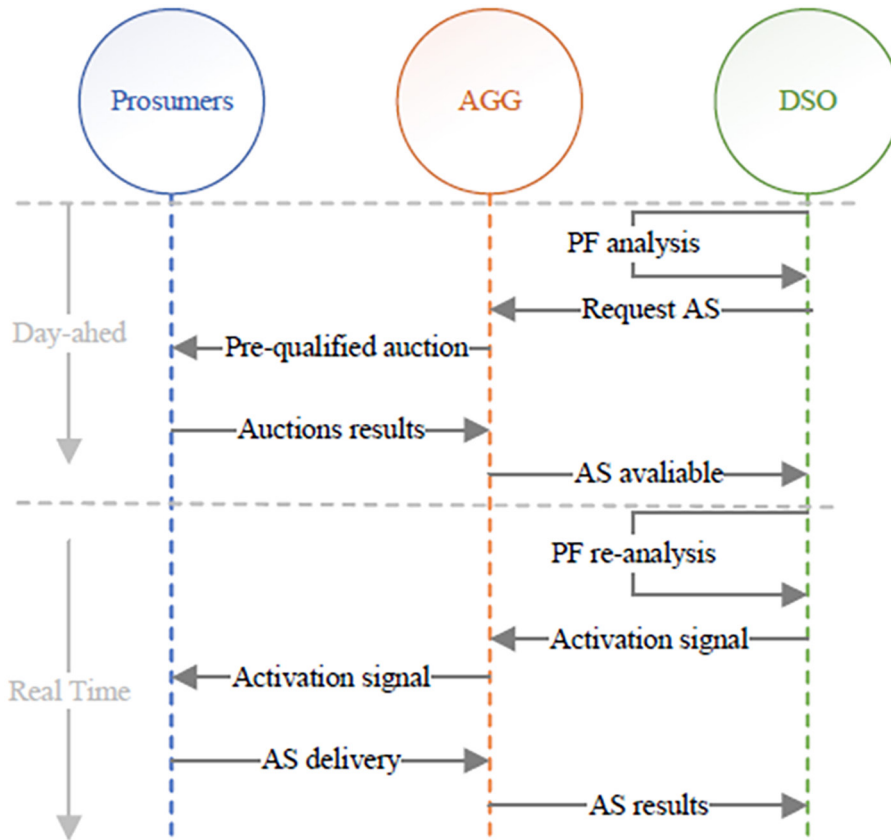 Prosumers
AGG
DSO
PF analysis
Request AS
Day-ahed
Pre-qualified auction
Auctions results
AS avaliable
PF re-analysis
Activation signal
Activation signal
Real Time
AS delivery
AS results